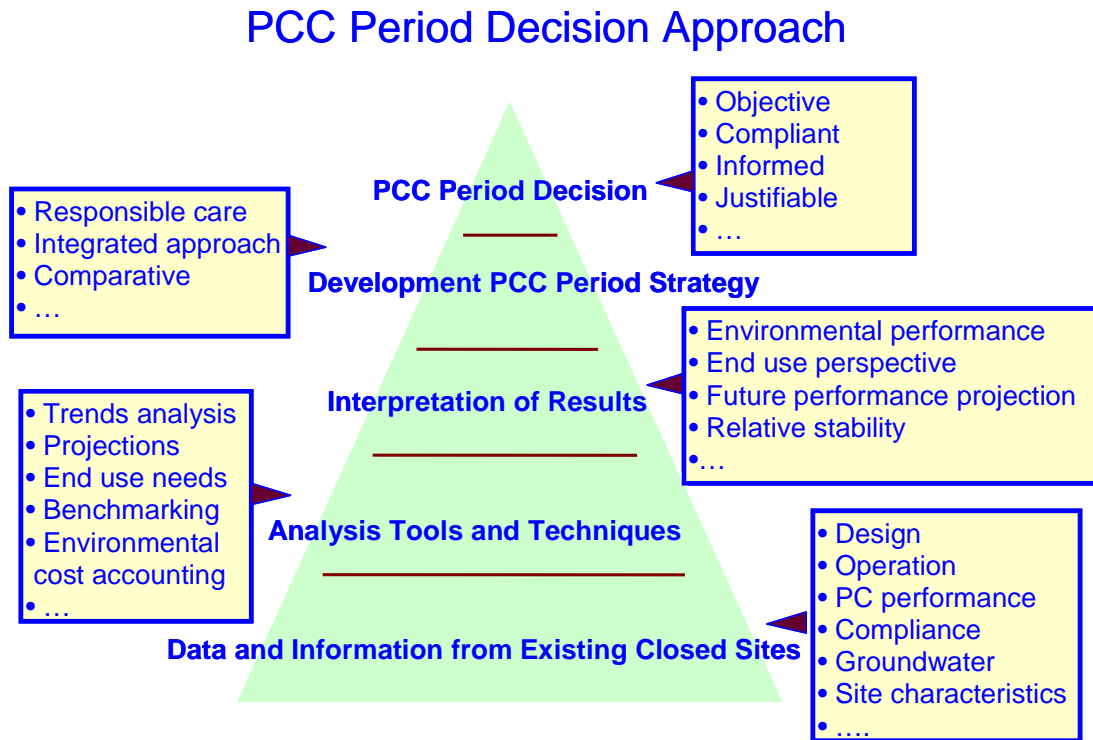 PCC Period Decision Approach
• Objective
• Compliant
• Informed
• Justifiable
• …
PCC Period Decision
• Responsible care
• Integrated approach
• Comparative
• …
Development PCC Period Strategy
• Environmental performance
• End use perspective
• Future performance projection
• Relative stability
•…
Interpretation of Results
• Trends analysis
• Projections
• End use needs
• Benchmarking
• Environmental
cost accounting
• …
Analysis Tools and Techniques
• Design
• Operation
• PC performance
• Compliance
• Groundwater
• Site characteristics
• ….
Data and Information from Existing Closed Sites